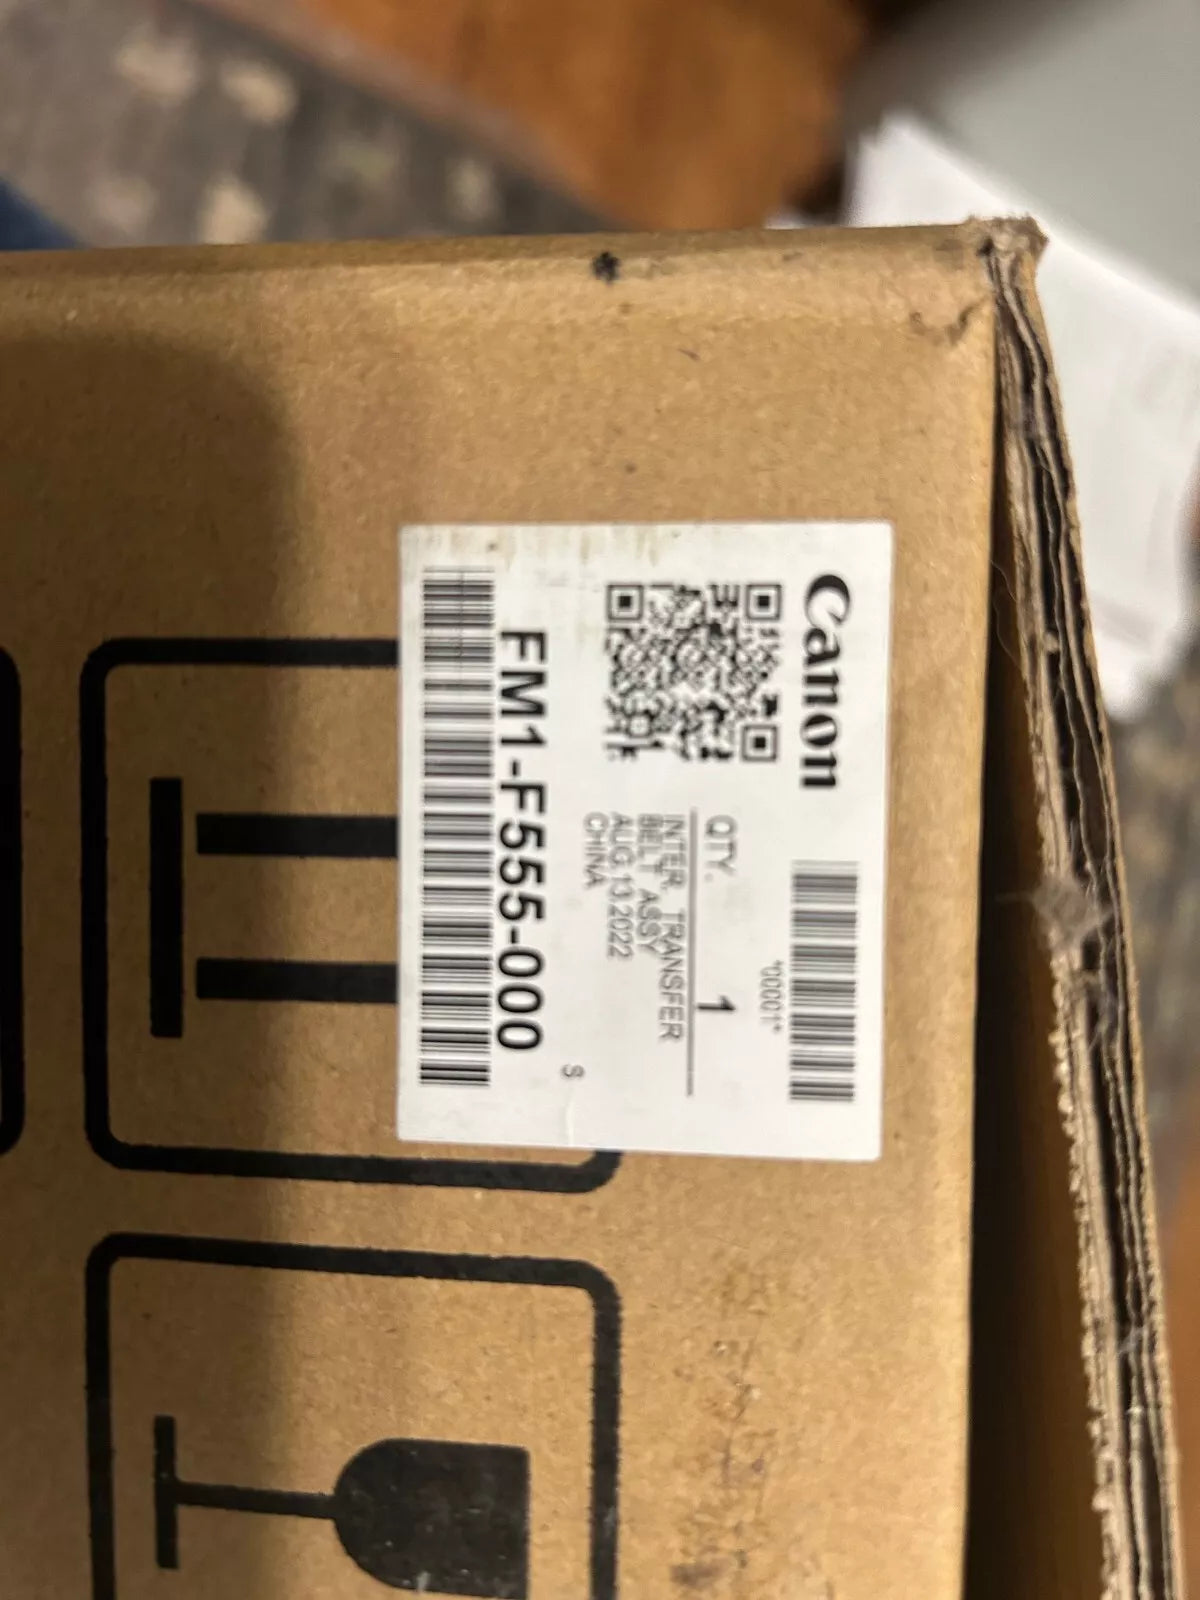 Canon
*00001*
QTY. 1
INTER, TRANSFER
BELT ASSY
AUG.13.2022
CHINA
S
FM1-F555-000